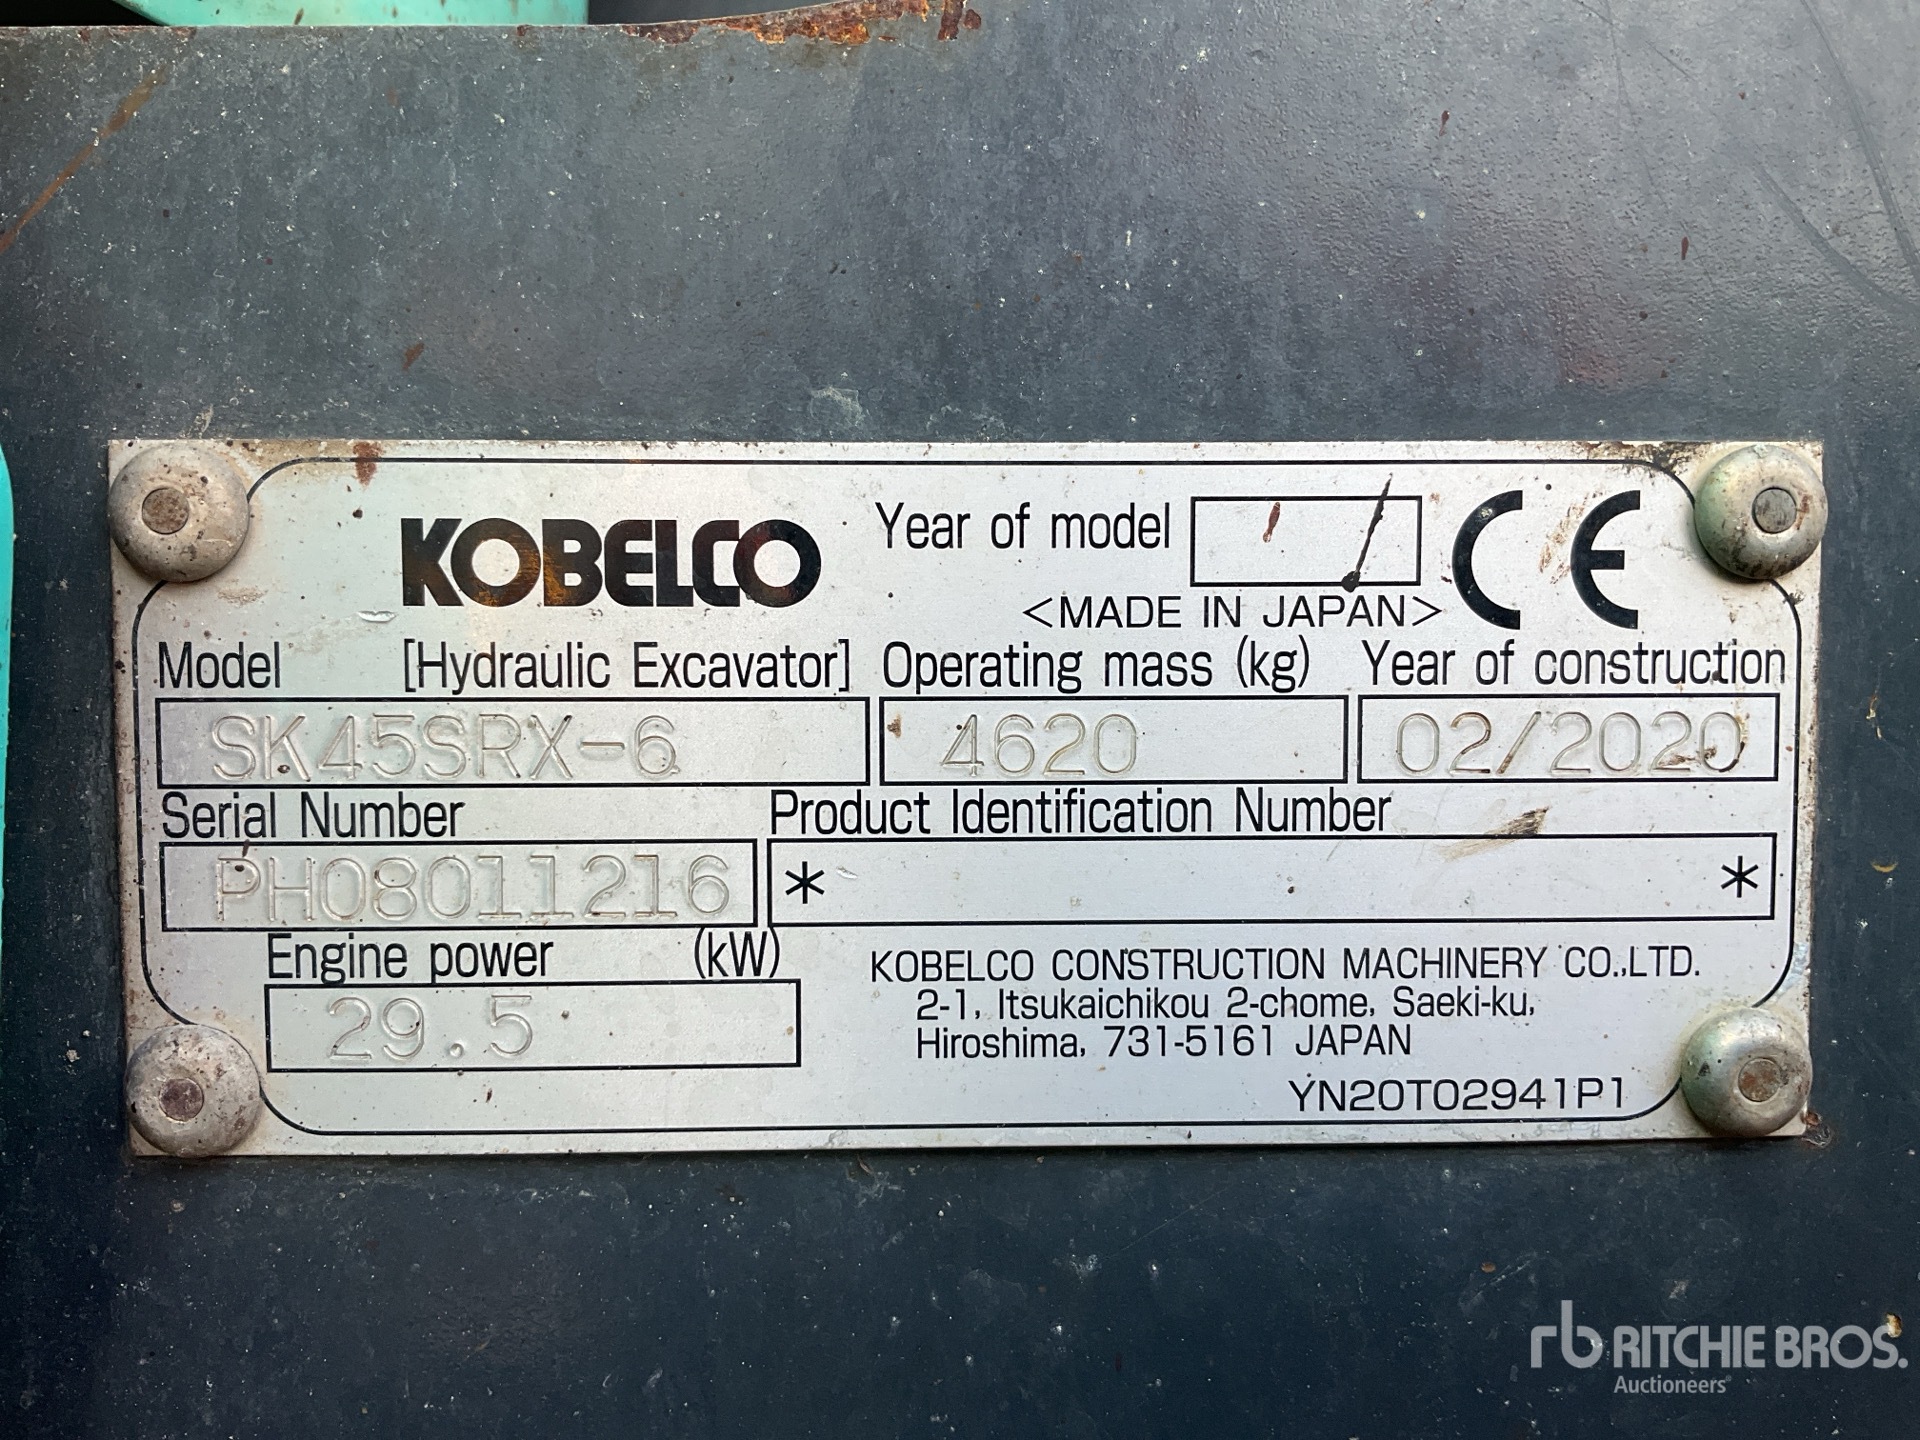 KOBELCO
Year of model
CE
<MADE IN JAPAN>
Model [Hydraulic Excavator] Operating mass (kg) Year of construction
SK45SRX-6 4620 02/2020
Serial Number Product Identification Number
PH08011216 * *
Engine power (kW)
29.5
KOBELCO CONSTRUCTION MACHINERY CO.,LTD.
2-1, Itsukaichikou 2-chome, Saeki-ku,
Hiroshima, 731-5161 JAPAN
YN20T02941P1
rb RITCHIE BROS.
Auctioneers